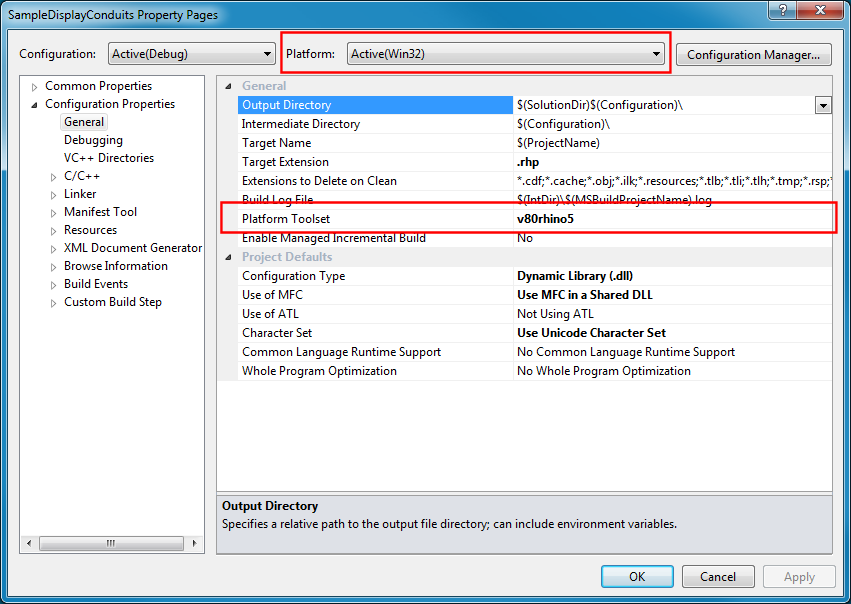 SampleDisplayConduits Property Pages
Configuration: Active(Debug) Platform: Active(Win32) Configuration Manager...
Common Properties
Configuration Properties
General
Debugging
VC++ Directories
C/C++
Linker
Manifest Tool
Resources
XML Document Generator
Browse Information
Build Events
Custom Build Step
General
Output Directory $(SolutionDir)$(Configuration)\
Intermediate Directory $(Configuration)\
Target Name $(ProjectName)
Target Extension .rhp
Extensions to Delete on Clean *.cdf;*.cache;*.obj;*.ilk;*.resources;*.tlb;*.tli;*.tlh;*.tmp;*.rsp;*
Build Log File $(IntDir)\$(MSBuildProjectName).log
Platform Toolset v80rhino5
Enable Managed Incremental Build No
Project Defaults
Configuration Type Dynamic Library (.dll)
Use of MFC Use MFC in a Shared DLL
Use of ATL Not Using ATL
Character Set Use Unicode Character Set
Common Language Runtime Support No Common Language Runtime Support
Whole Program Optimization No Whole Program Optimization
Output Directory
Specifies a relative path to the output file directory; can include environment variables.
OK Cancel Apply